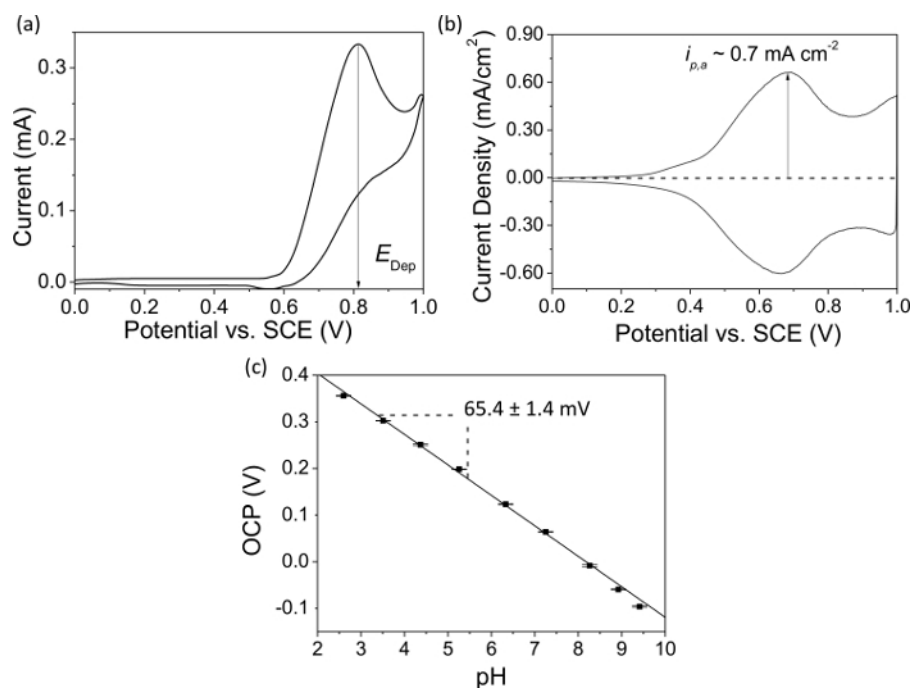 (a)
0.3
0.2
0.1
0.0
Current (mA)
E_Dep
0.0 0.2 0.4 0.6 0.8 1.0
Potential vs. SCE (V)
(b)
0.90
0.60
0.30
0.00
-0.30
-0.60
Current Density (mA/cm²)
i_p,a ~ 0.7 mA cm⁻²
0.0 0.2 0.4 0.6 0.8 1.0
Potential vs. SCE (V)
(c)
0.4
0.3
0.2
0.1
0.0
-0.1
OCP (V)
65.4 ± 1.4 mV
2 3 4 5 6 7 8 9 10
pH